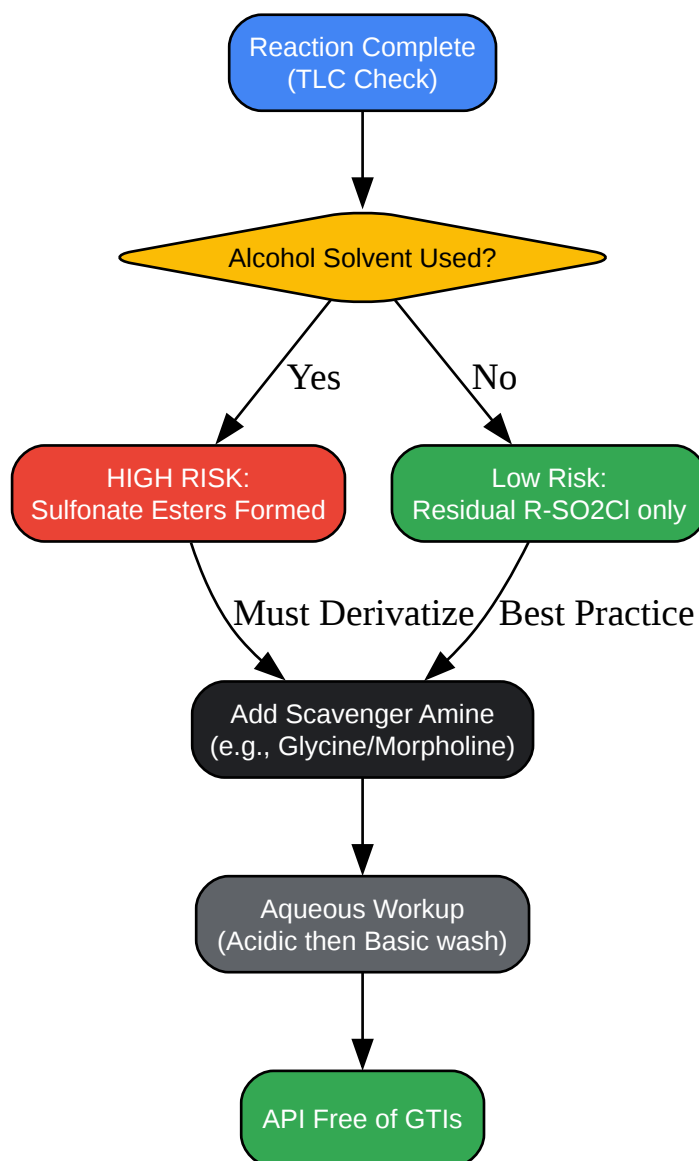 Reaction Complete
(TLC Check)
Alcohol Solvent Used?
Yes
No
HIGH RISK:
Sulfonate Esters Formed
Low Risk:
Residual R-SO2Cl only
Must Derivatize
Best Practice
Add Scavenger Amine
(e.g., Glycine/Morpholine)
Aqueous Workup
(Acidic then Basic wash)
API Free of GTIs